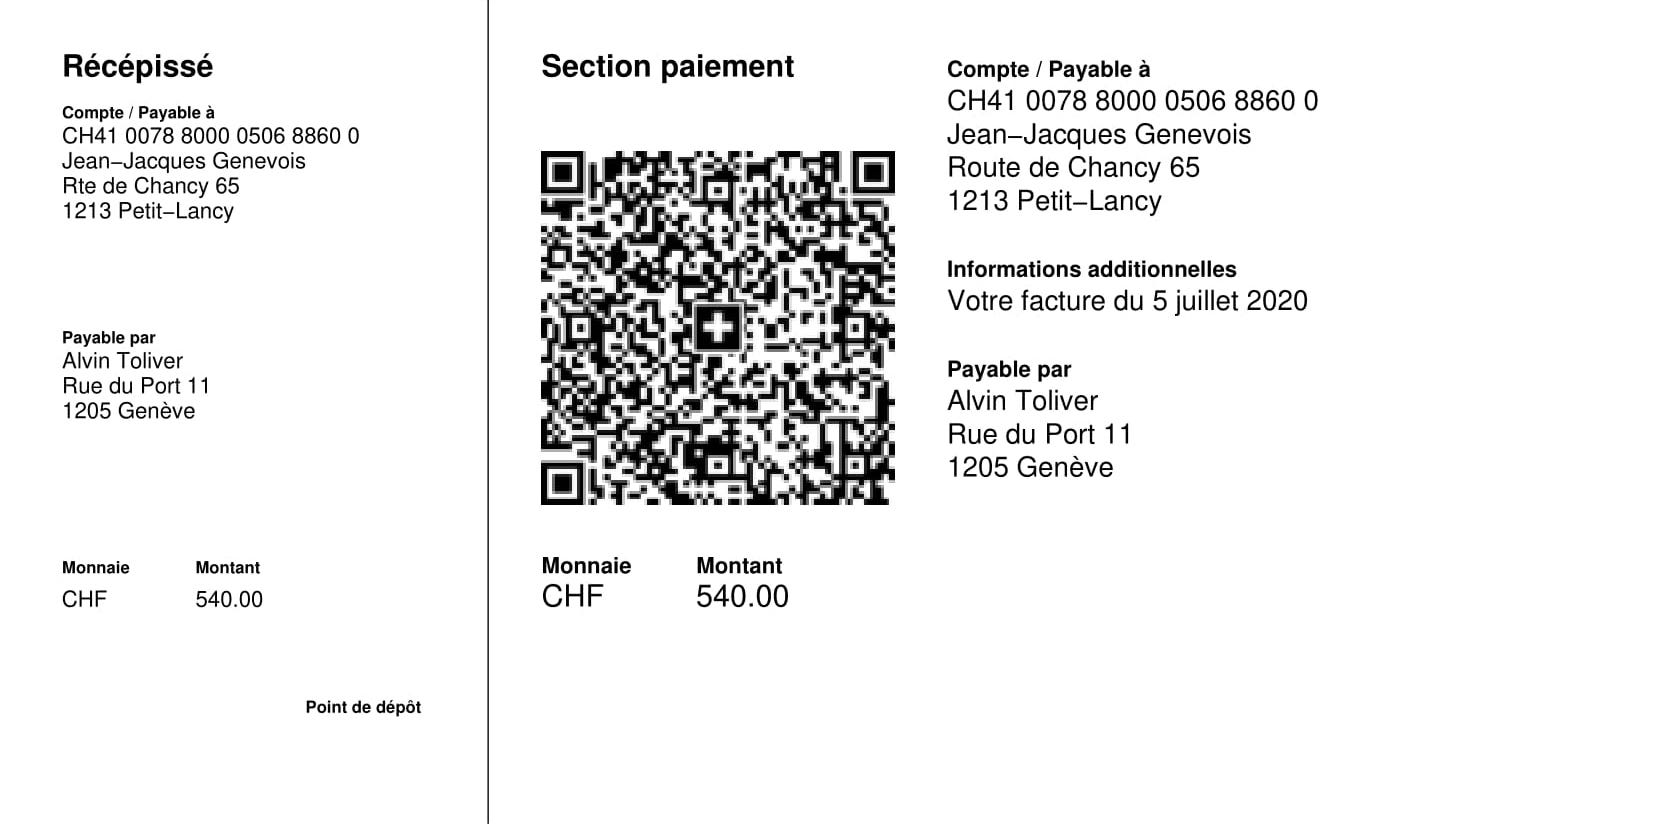 Récépissé
Compte / Payable à
CH41 0078 8000 0506 8860 0
Jean–Jacques Genevois
Rte de Chancy 65
1213 Petit–Lancy
Payable par
Alvin Toliver
Rue du Port 11
1205 Genève
Monnaie Montant
CHF 540.00
Point de dépôt
Section paiement
Monnaie Montant
CHF 540.00
Compte / Payable à
CH41 0078 8000 0506 8860 0
Jean–Jacques Genevois
Route de Chancy 65
1213 Petit–Lancy
Informations additionnelles
Votre facture du 5 juillet 2020
Payable par
Alvin Toliver
Rue du Port 11
1205 Genève